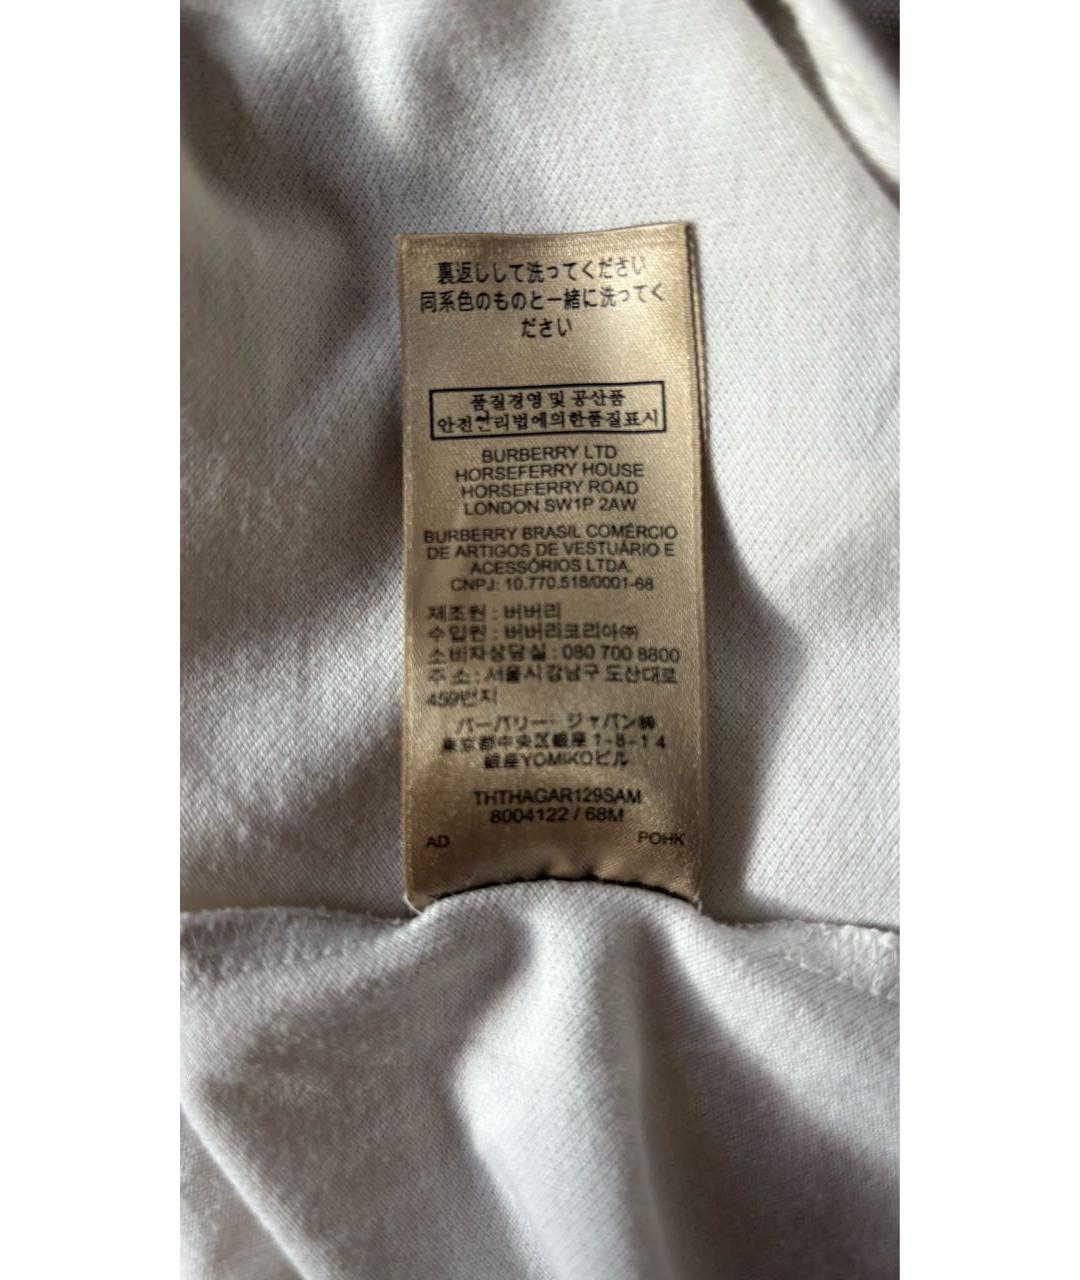 裏返しして洗ってください
同系色のものと一緒に洗ってく
ださい
품질경영 및 공산품
안전관리법에의한품질표시
BURBERRY LTD
HORSEFERRY HOUSE
HORSEFERRY ROAD
LONDON SW1P 2AW
BURBERRY BRASIL COMÉRCIO
DE ARTIGOS DE VESTUÁRIO E
ACESSÓRIOS LTDA.
CNPJ: 10.770.518/0001-68
제조원 : 버버리
수입원 : 버버리코리아㈜
소비자상담실 : 080 700 8800
주 소 : 서울시강남구 도산대로
459번지
バーバリー・ジャパン㈱
東京都中央区銀座 1-8-14
銀座YOMIKOビル
THTHAGAR129SAM
8004122 / 68M
AD POHK